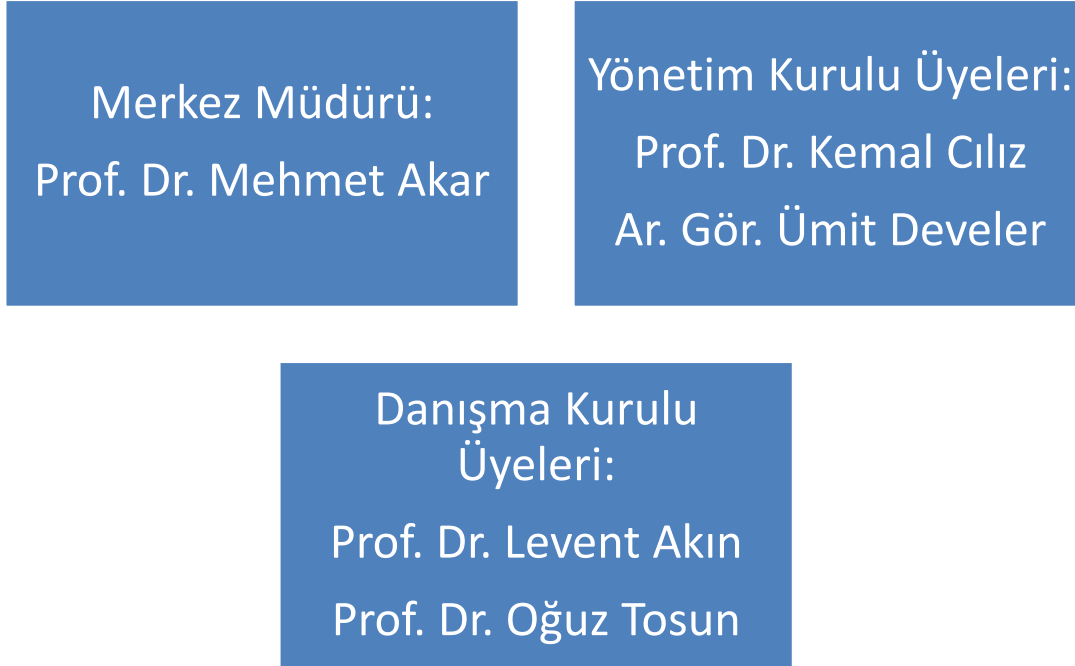 Merkez Müdürü:
Prof. Dr. Mehmet Akar
Yönetim Kurulu Üyeleri:
Prof. Dr. Kemal Cılız
Ar. Gör. Ümit Develer
Danışma Kurulu
Üyeleri:
Prof. Dr. Levent Akın
Prof. Dr. Oğuz Tosun